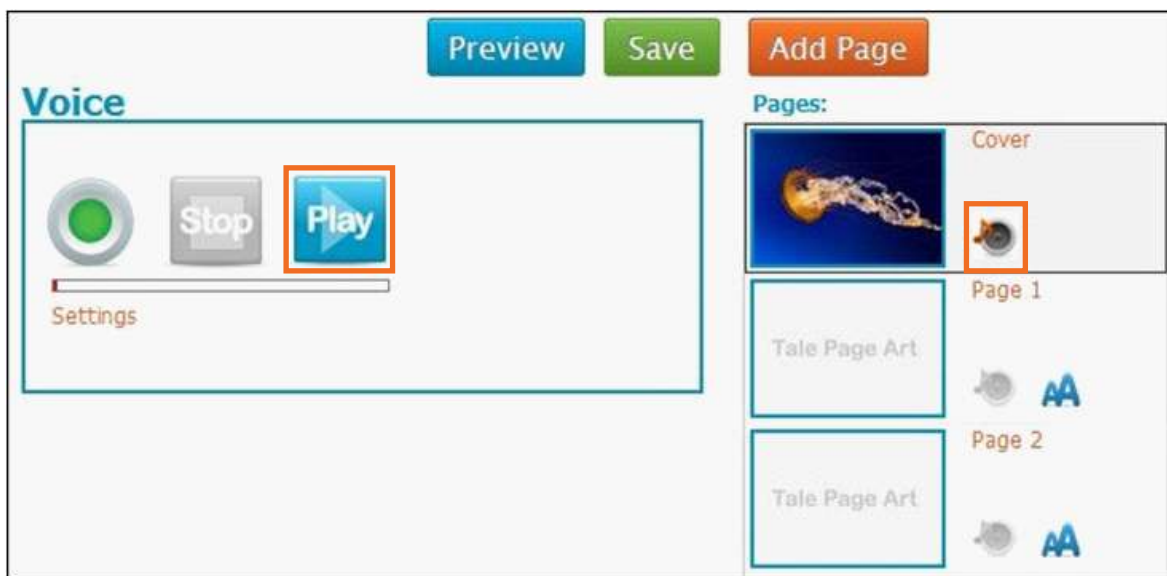 Preview Save Add Page
Voice
Pages:
Cover
Stop Play
Settings
Page 1
Tale Page Art
AA
Page 2
Tale Page Art
AA